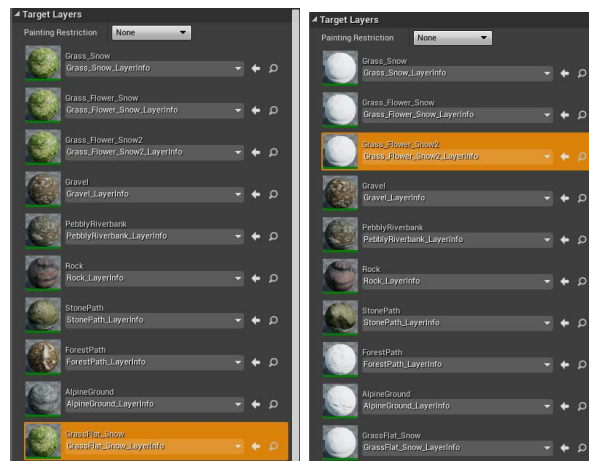 Target Layers
Painting Restriction None
Grass_Snow
Grass_Snow_LayerInfo
Grass_Flower_Snow
Grass_Flower_Snow_LayerInfo
Grass_Flower_Snow2
Grass_Flower_Snow2_LayerInfo
Gravel
Gravel_LayerInfo
PebblyRiverbank
PebblyRiverbank_LayerInfo
Rock
Rock_LayerInfo
StonePath
StonePath_LayerInfo
ForestPath
ForestPath_LayerInfo
AlpineGround
AlpineGround_LayerInfo
GrassFlat_Snow
GrassFlat_Snow_LayerInfo
Target Layers
Painting Restriction None
Grass_Snow
Grass_Snow_LayerInfo
Grass_Flower_Snow
Grass_Flower_Snow_LayerInfo
Grass_Flower_Snow2
Grass_Flower_Snow2_LayerInfo
Gravel
Gravel_LayerInfo
PebblyRiverbank
PebblyRiverbank_LayerInfo
Rock
Rock_LayerInfo
StonePath
StonePath_LayerInfo
ForestPath
ForestPath_LayerInfo
AlpineGround
AlpineGround_LayerInfo
GrassFlat_Snow
GrassFlat_Snow_LayerInfo